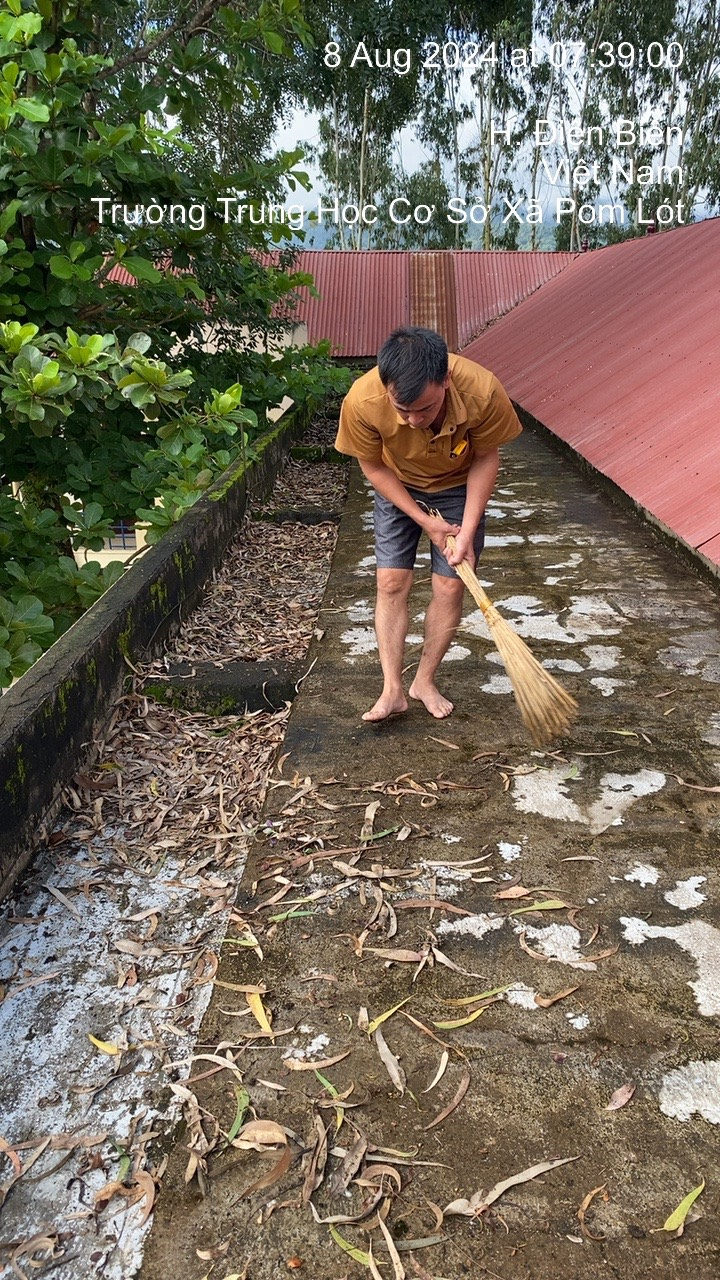 8 Aug 2024 at 07:39:00
H. Điện Biên
Việt Nam
Trường Trung Học Cơ Sở Xã Pom Lót